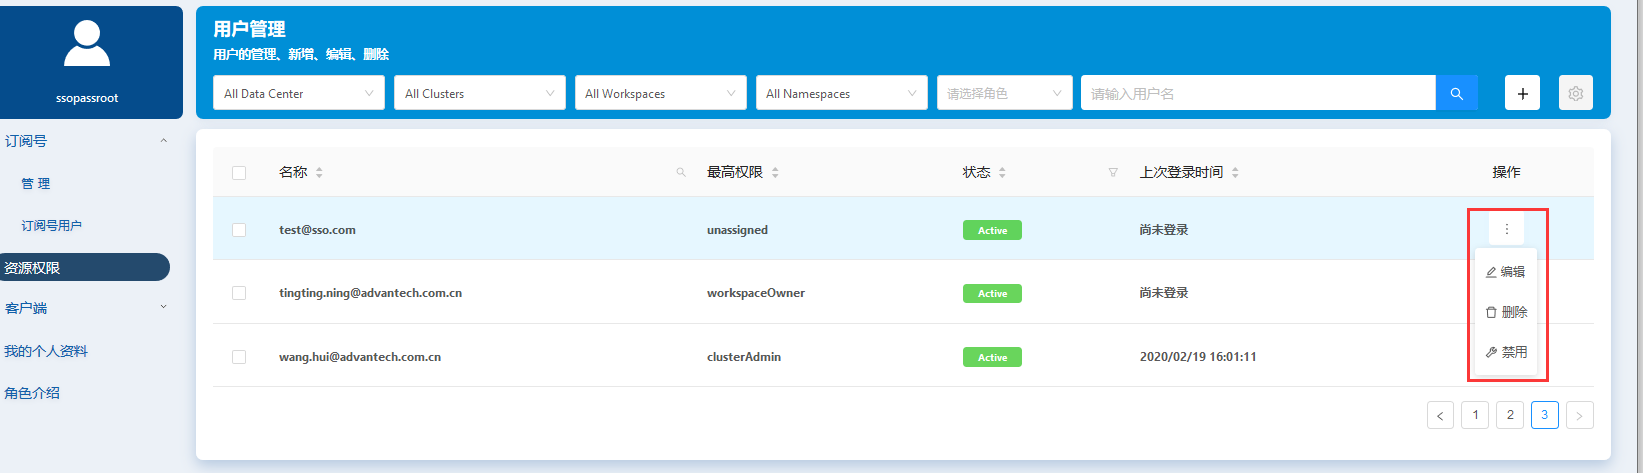 ssopassroot
订阅号
管 理
订阅号用户
资源权限
客户端
我的个人资料
角色介绍
用户管理
用户的管理、新增、编辑、删除
All Data Center All Clusters All Workspaces All Namespaces 请选择角色 请输入用户名
名称 最高权限 状态 上次登录时间 操作
test@sso.com unassigned Active 尚未登录
tingting.ning@advantech.com.cn workspaceOwner Active 尚未登录
wang.hui@advantech.com.cn clusterAdmin Active 2020/02/19 16:01:11
编辑
删除
禁用
< 1 2 3 >